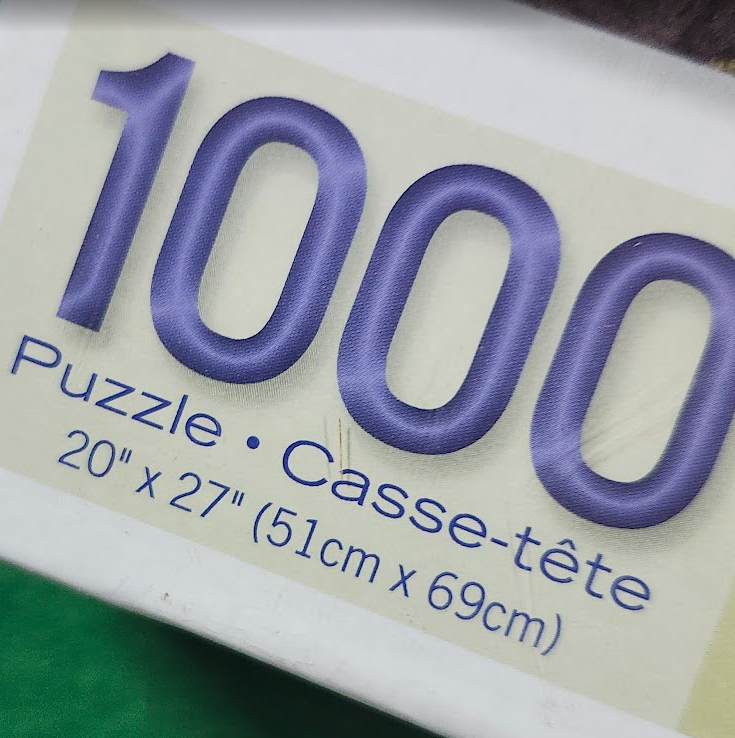 1000
Puzzle • Casse-tête
20" x 27" (51cm x 69cm)